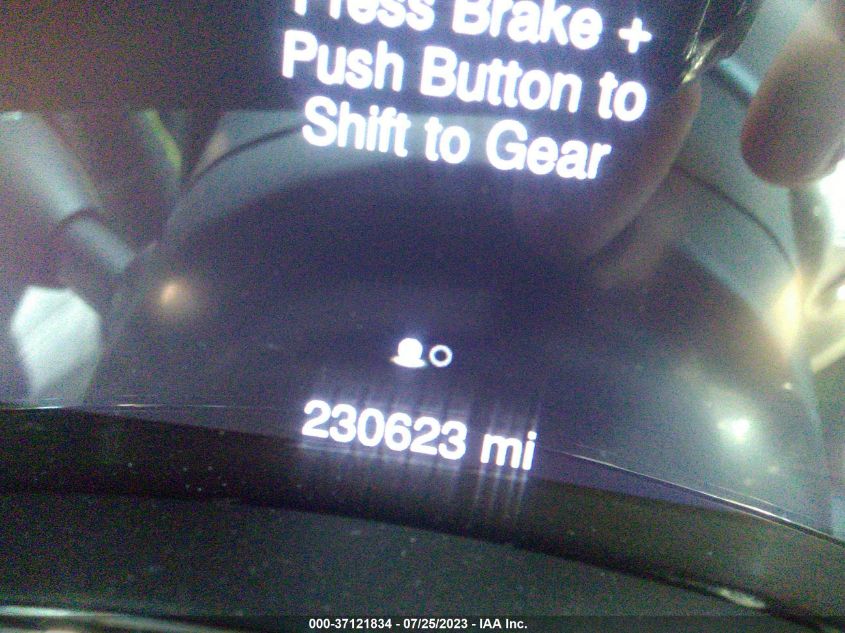 Press Brake +
Push Button to
Shift to Gear
230623 mi
000-37121834 - 07/25/2023 - IAA Inc.